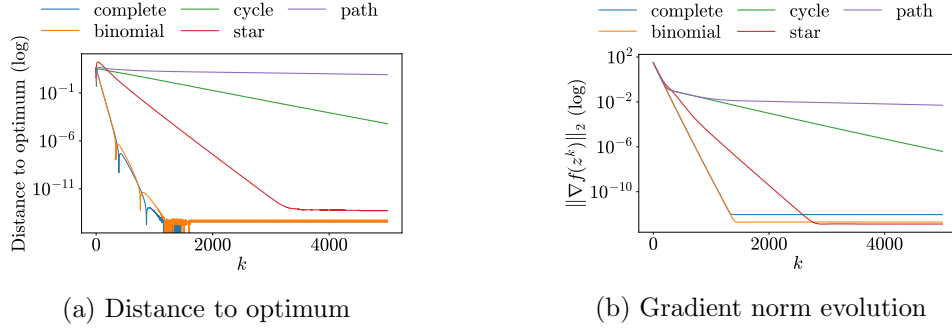 complete cycle path
binomial star
Distance to optimum (log)
10^{-1}
10^{-6}
10^{-11}
0 2000 4000
k
(a) Distance to optimum
complete cycle path
binomial star
‖∇f(z^k)‖_2 (log)
10^2
10^{-2}
10^{-6}
10^{-10}
0 2000 4000
k
(b) Gradient norm evolution